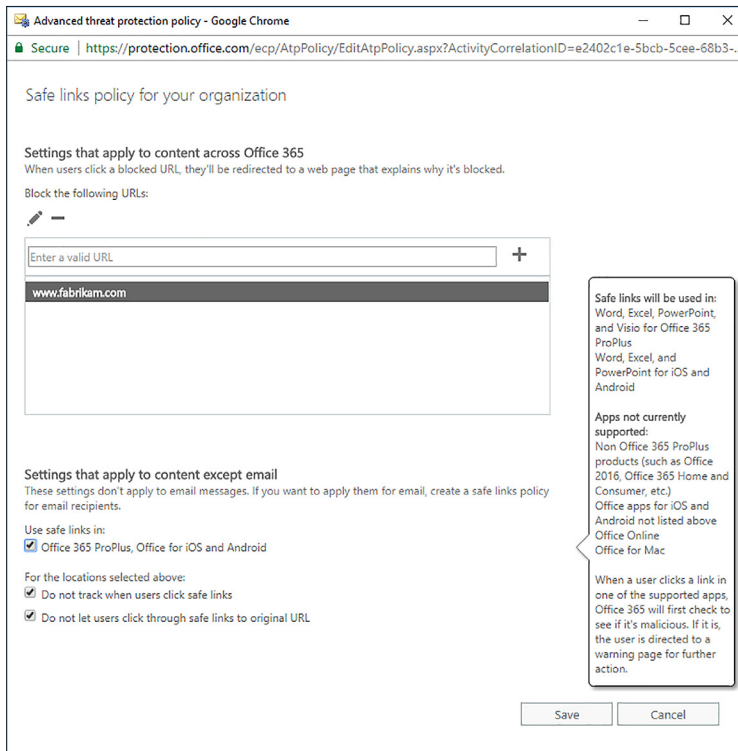 Advanced threat protection policy - Google Chrome
Secure | https://protection.office.com/ecp/AtpPolicy/EditAtpPolicy.aspx?ActivityCorrelationID=e2402c1e-5bcb-5cee-68b3-..
Safe links policy for your organization
Settings that apply to content across Office 365
When users click a blocked URL, they'll be redirected to a web page that explains why it's blocked.
Block the following URLs:
Enter a valid URL
www.fabrikam.com
Settings that apply to content except email
These settings don't apply to email messages. If you want to apply them for email, create a safe links policy
for email recipients.
Use safe links in:
Office 365 ProPlus, Office for iOS and Android
For the locations selected above:
Do not track when users click safe links
Do not let users click through safe links to original URL
Safe links will be used in:
Word, Excel, PowerPoint,
and Visio for Office 365
ProPlus
Word, Excel, and
PowerPoint for iOS and
Android
Apps not currently
supported:
Non Office 365 ProPlus
products (such as Office
2016, Office 365 Home and
Consumer, etc.)
Office apps for iOS and
Android not listed above
Office Online
Office for Mac
When a user clicks a link in
one of the supported apps,
Office 365 will first check to
see if it's malicious. If it is,
the user is directed to a
warning page for further
action.
Save
Cancel